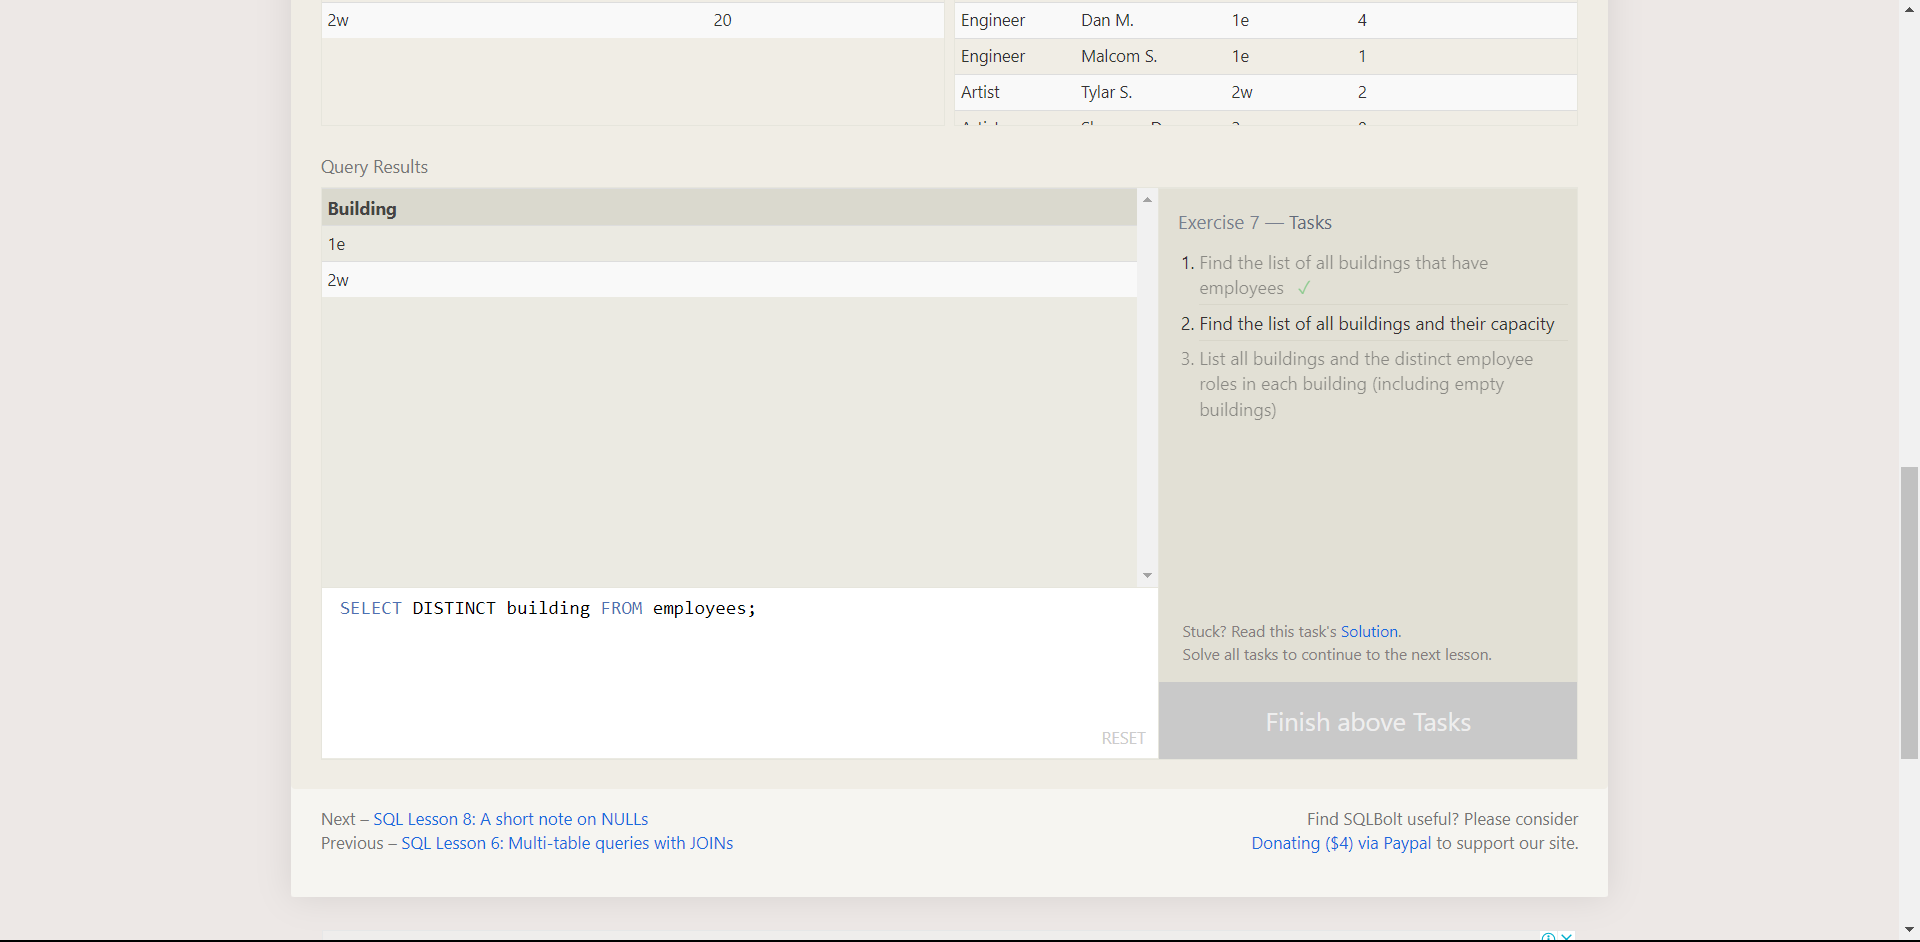 2w 20
Engineer Dan M. 1e 4
Engineer Malcom S. 1e 1
Artist Tylar S. 2w 2
Query Results
Building
1e
2w
SELECT DISTINCT building FROM employees;
RESET
Exercise 7 — Tasks
1. Find the list of all buildings that have
employees ✓
2. Find the list of all buildings and their capacity
3. List all buildings and the distinct employee
roles in each building (including empty
buildings)
Stuck? Read this task's Solution.
Solve all tasks to continue to the next lesson.
Finish above Tasks
Next – SQL Lesson 8: A short note on NULLs
Previous – SQL Lesson 6: Multi-table queries with JOINs
Find SQLBolt useful? Please consider
Donating ($4) via Paypal to support our site.